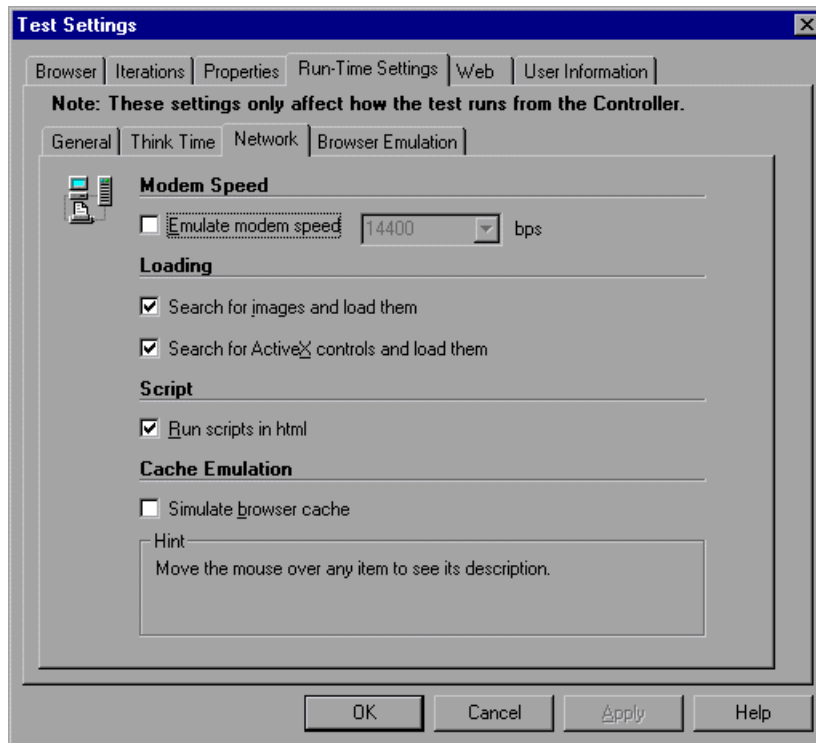 Test Settings
Browser Iterations Properties Run-Time Settings Web User Information
Note: These settings only affect how the test runs from the Controller.
General Think Time Network Browser Emulation
Modem Speed
Emulate modem speed 14400 bps
Loading
Search for images and load them
Search for ActiveX controls and load them
Script
Run scripts in html
Cache Emulation
Simulate browser cache
Hint
Move the mouse over any item to see its description.
OK Cancel Apply Help